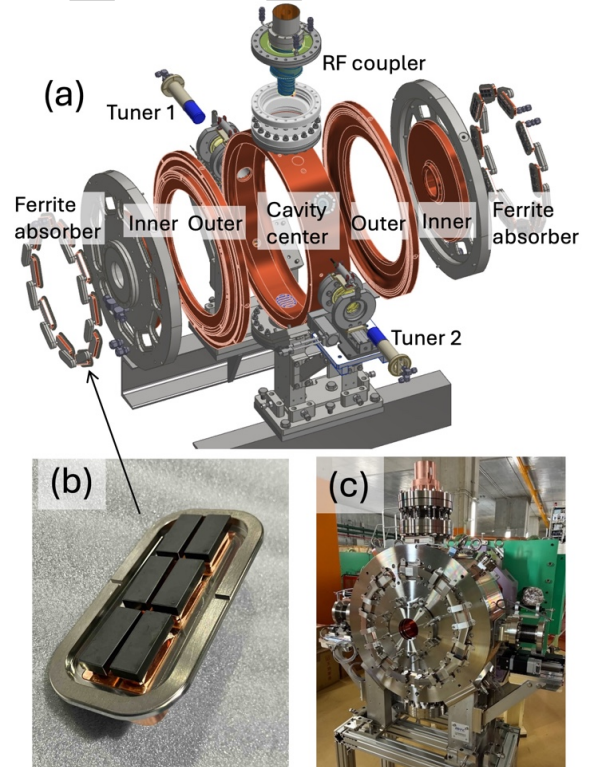 RF coupler
(a)
Tuner 1
Ferrite
absorber
Inner
Outer
Cavity
center
Outer
Inner
Ferrite
absorber
Tuner 2
(b)
(c)